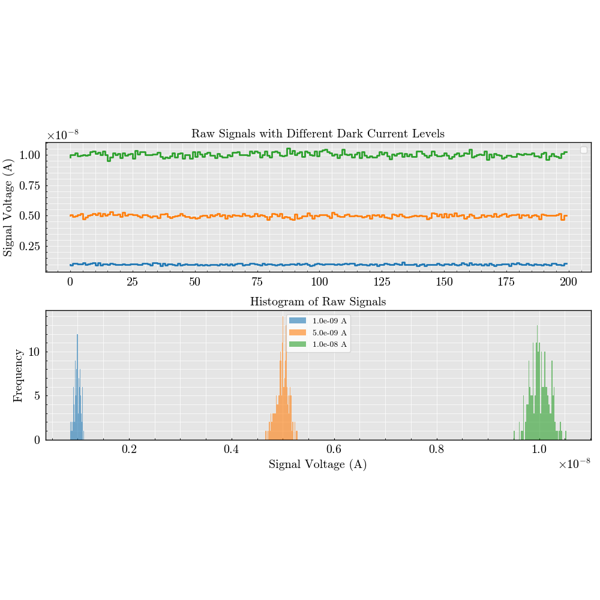 Raw Signals with Different Dark Current Levels
×10⁻⁸
1.00
0.75
0.50
0.25
Signal Voltage (A)
0 25 50 75 100 125 150 175 200
Histogram of Raw Signals
1.0e-09 A
5.0e-09 A
1.0e-08 A
10
5
0
Frequency
0.2 0.4 0.6 0.8 1.0
×10⁻⁸
Signal Voltage (A)